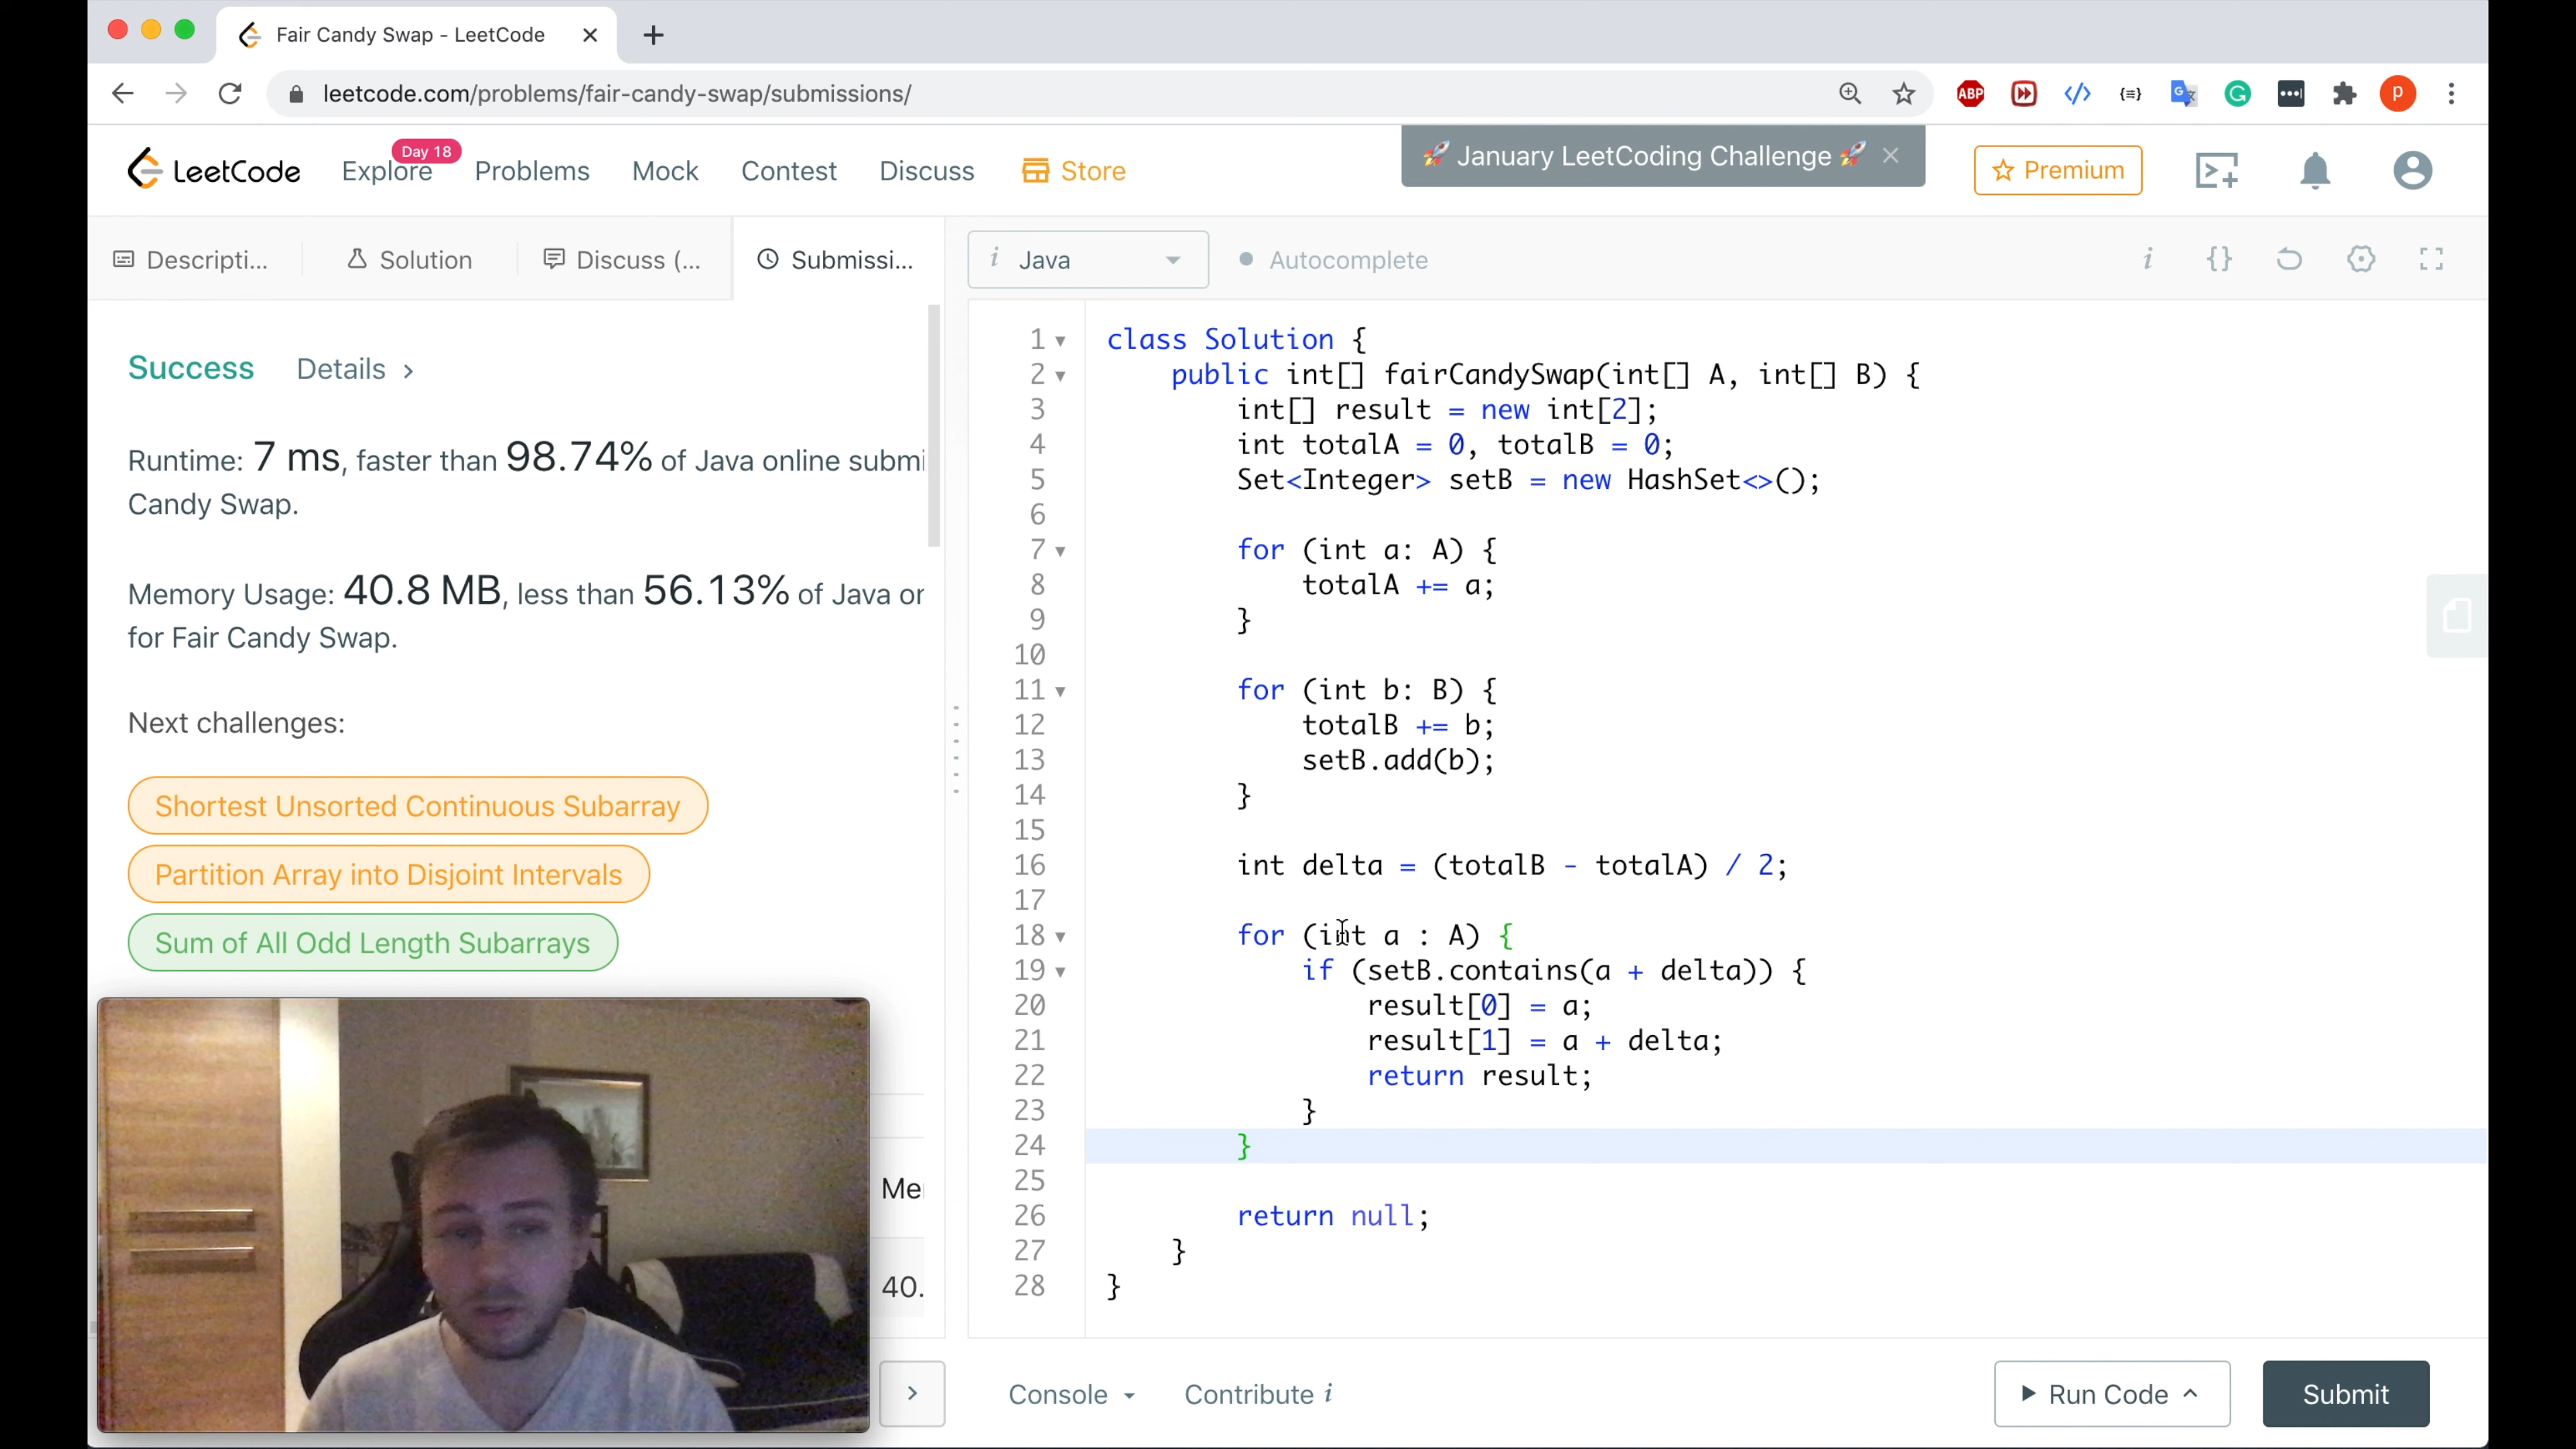 Fair Candy Swap - LeetCode
leetcode.com/problems/fair-candy-swap/submissions/
ABP
G
p
LeetCode
Explore
Day 18
Problems
Mock
Contest
Discuss
Store
🚀 January LeetCoding Challenge 🚀
Premium
Descripti...
Solution
Discuss (...
Submissi...
i Java
Autocomplete
i
{}
Success
Details
Runtime: 7 ms, faster than 98.74% of Java online submi
Candy Swap.
Memory Usage: 40.8 MB, less than 56.13% of Java or
for Fair Candy Swap.
Next challenges:
Shortest Unsorted Continuous Subarray
Partition Array into Disjoint Intervals
Sum of All Odd Length Subarrays
Me
40.
1 class Solution {
2 public int[] fairCandySwap(int[] A, int[] B) {
3 int[] result = new int[2];
4 int totalA = 0, totalB = 0;
5 Set<Integer> setB = new HashSet<>();
6
7 for (int a: A) {
8 totalA += a;
9 }
10
11 for (int b: B) {
12 totalB += b;
13 setB.add(b);
14 }
15
16 int delta = (totalB - totalA) / 2;
17
18 for (int a : A) {
19 if (setB.contains(a + delta)) {
20 result[0] = a;
21 result[1] = a + delta;
22 return result;
23 }
24 }
25
26 return null;
27 }
28 }
Console
Contribute i
Run Code
Submit